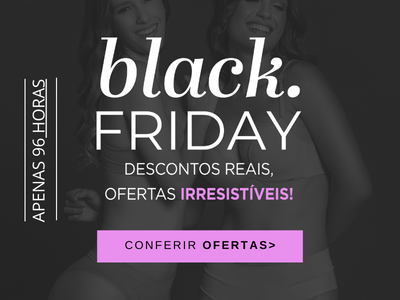 black.
FRIDAY
DESCONTOS REAIS,
OFERTAS IRRESISTÍVEIS!
APENAS 96 HORAS
CONFERIR OFERTAS>